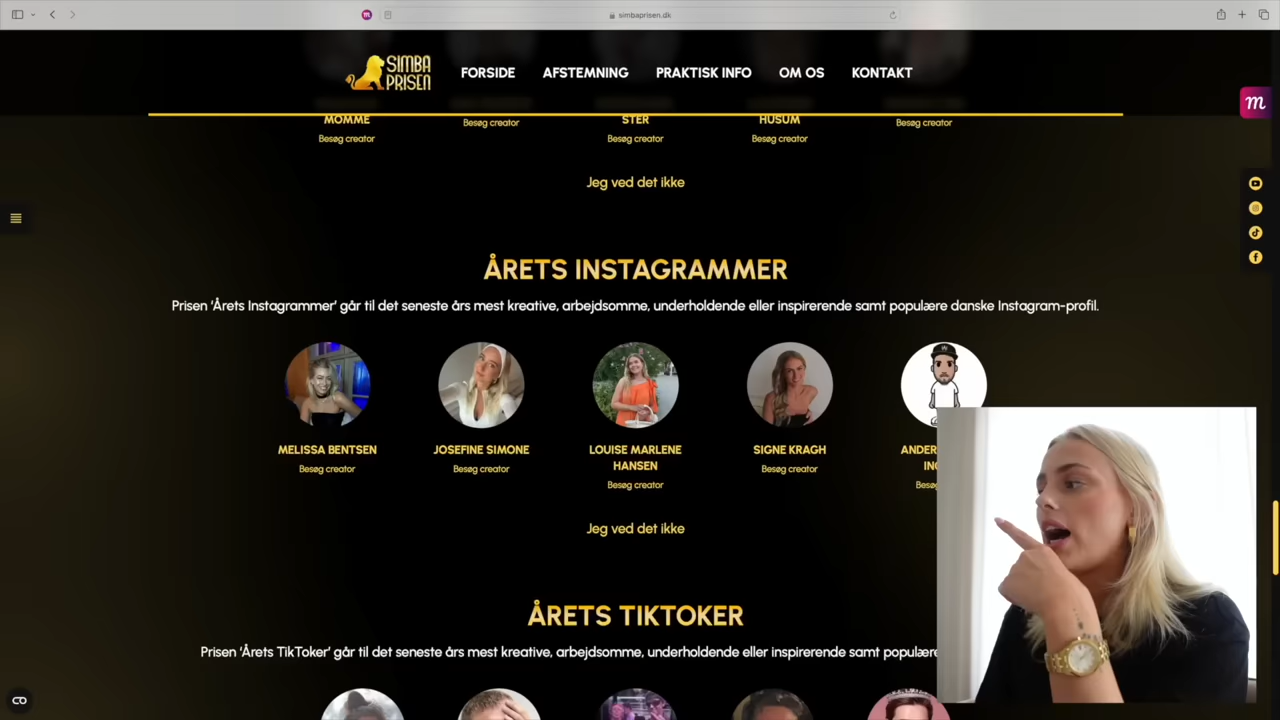 simbaprisen.dk
SIMBA
PRISEN
FORSIDE
AFSTEMNING
PRAKTISK INFO
OM OS
KONTAKT
m
MOMME
STER
HUSUM
Besøg creator
Besøg creator
Besøg creator
Besøg creator
Besøg creator
Jeg ved det ikke
ÅRETS INSTAGRAMMER
Prisen 'Årets Instagrammer' går til det seneste års mest kreative, arbejdsomme, underholdende eller inspirerende samt populære danske Instagram-profil.
MELISSA BENTSEN
Besøg creator
JOSEFINE SIMONE
Besøg creator
LOUISE MARLENE
HANSEN
Besøg creator
SIGNE KRAGH
Besøg creator
ANDER
IN
Besøg
Jeg ved det ikke
ÅRETS TIKTOKER
Prisen 'Årets TikToker' går til det seneste års mest kreative, arbejdsomme, underholdende eller inspirerende samt populære